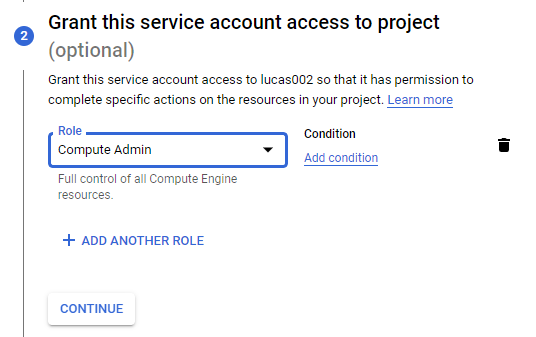 2
Grant this service account access to project
(optional)
Grant this service account access to lucas002 so that it has permission to
complete specific actions on the resources in your project. Learn more
Role
Condition
Compute Admin
Add condition
Full control of all Compute Engine
resources.
+ ADD ANOTHER ROLE
CONTINUE